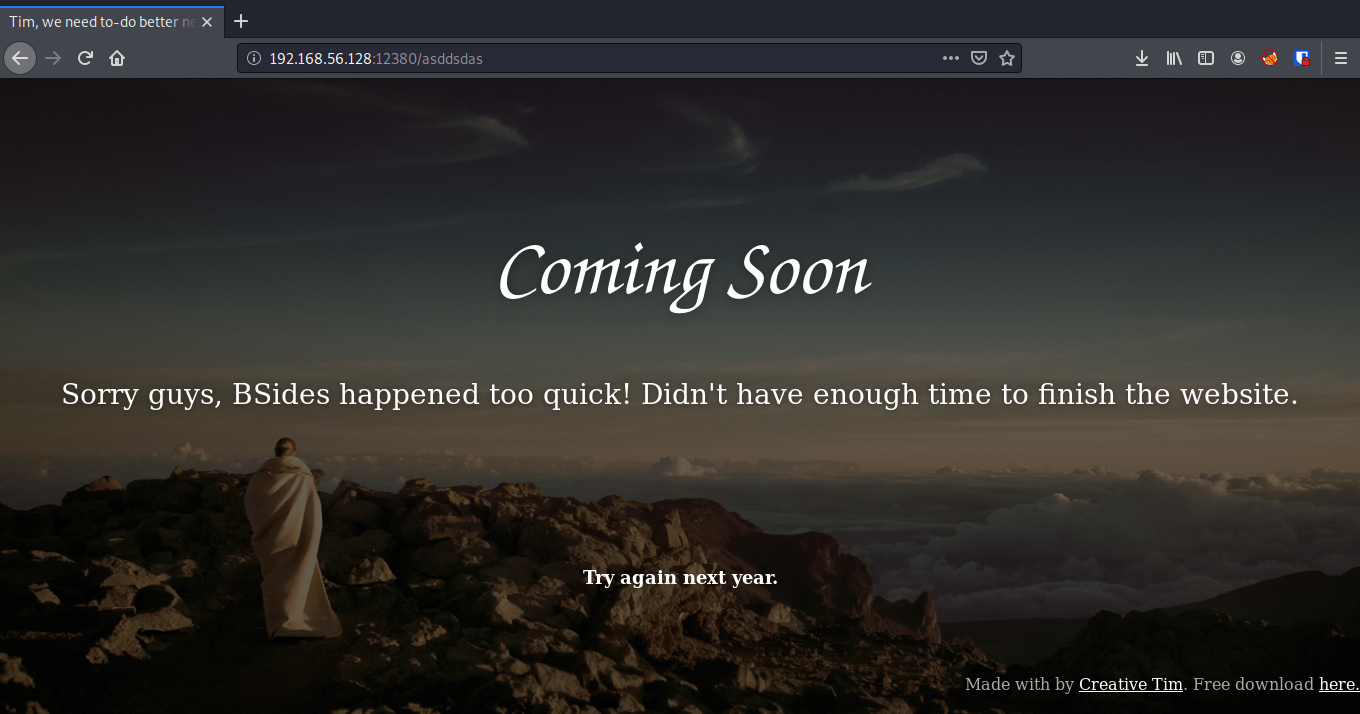 Tim, we need to-do better ne
192.168.56.128:12380/asddsdas
Coming Soon
Sorry guys, BSides happened too quick! Didn't have enough time to finish the website.
Try again next year.
Made with by Creative Tim. Free download here.